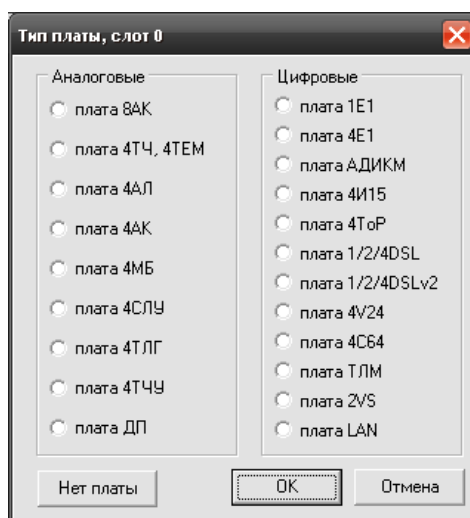 Тип платы, слот 0
Аналоговые
плата 8АК
плата 4ТЧ, 4ТЕМ
плата 4АЛ
плата 4АК
плата 4МБ
плата 4СЛУ
плата 4ТЛГ
плата 4ТЧУ
плата ДП
Цифровые
плата 1Е1
плата 4Е1
плата АДИКМ
плата 4И15
плата 4ToP
плата 1/2/4DSL
плата 1/2/4DSLv2
плата 4V24
плата 4С64
плата ТЛМ
плата 2VS
плата LAN
Нет платы
OK
Отмена